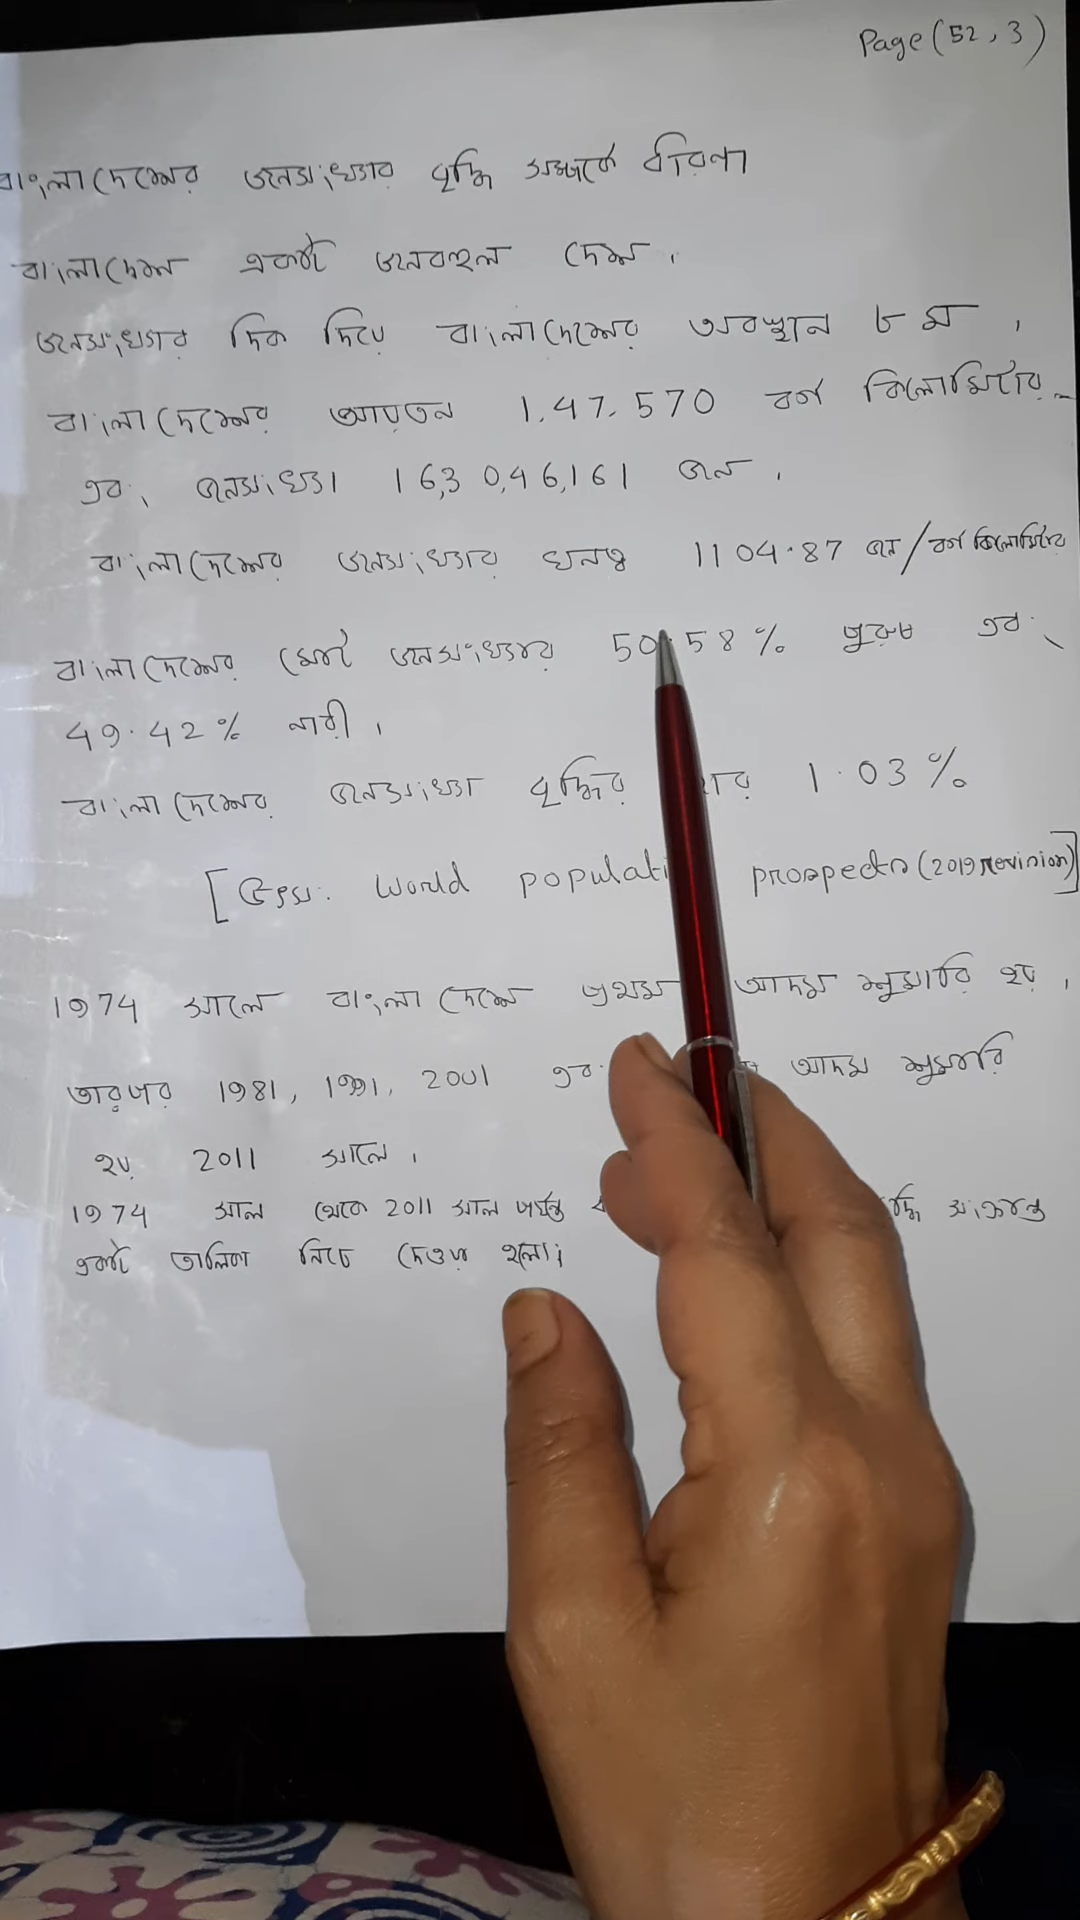 Page (52, 3)
বাংলাদেশের জনসংখ্যার বৃদ্ধি সম্পর্কে ধারণা
বাংলাদেশ একটি জনবহুল দেশ।
জনসংখ্যার দিক দিয়ে বাংলাদেশের অবস্থান ৮ম।
বাংলাদেশের আয়তন 1,47,570 বর্গ কিলোমিটার
এবং জনসংখ্যা 16,30,46,161 জন।
বাংলাদেশের জনসংখ্যার ঘনত্ব 1104.87 জন/বর্গ কিলোমিটার
বাংলাদেশের মোট জনসংখ্যার 50.58% পুরুষ এবং
49.42% নারী।
বাংলাদেশের জনসংখ্যা বৃদ্ধির হার 1.03%
[উৎস: World populati prospects (2019 revision)]
1974 সালে বাংলাদেশে প্রথম আদম শুমারি হয়।
তারপর 1981, 1991, 2001 এবং আদম শুমারি
হয় 2011 সালে।
1974 সাল থেকে 2011 সাল পর্যন্ত সংক্রান্ত
একটি তালিকা নিচে দেওয়া হলো;